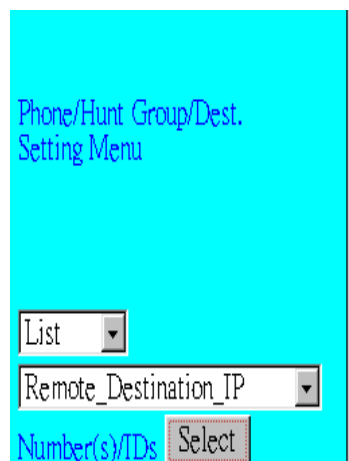 Phone/Hunt Group/Dest.
Setting Menu
List
Remote_Destination_IP
Number(s)/IDs Select